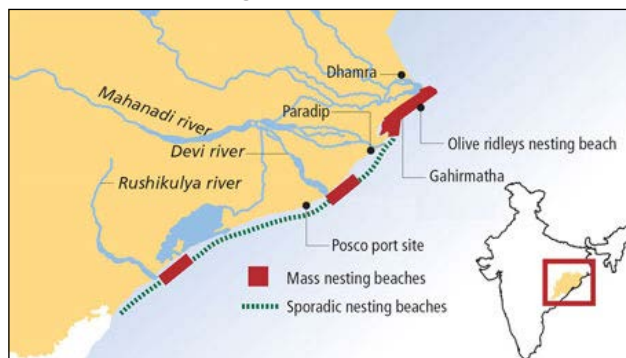 Dhamra
Mahanadi river
Paradip
Devi river
Olive ridleys nesting beach
Rushikulya river
Gahirmatha
Posco port site
Mass nesting beaches
Sporadic nesting beaches